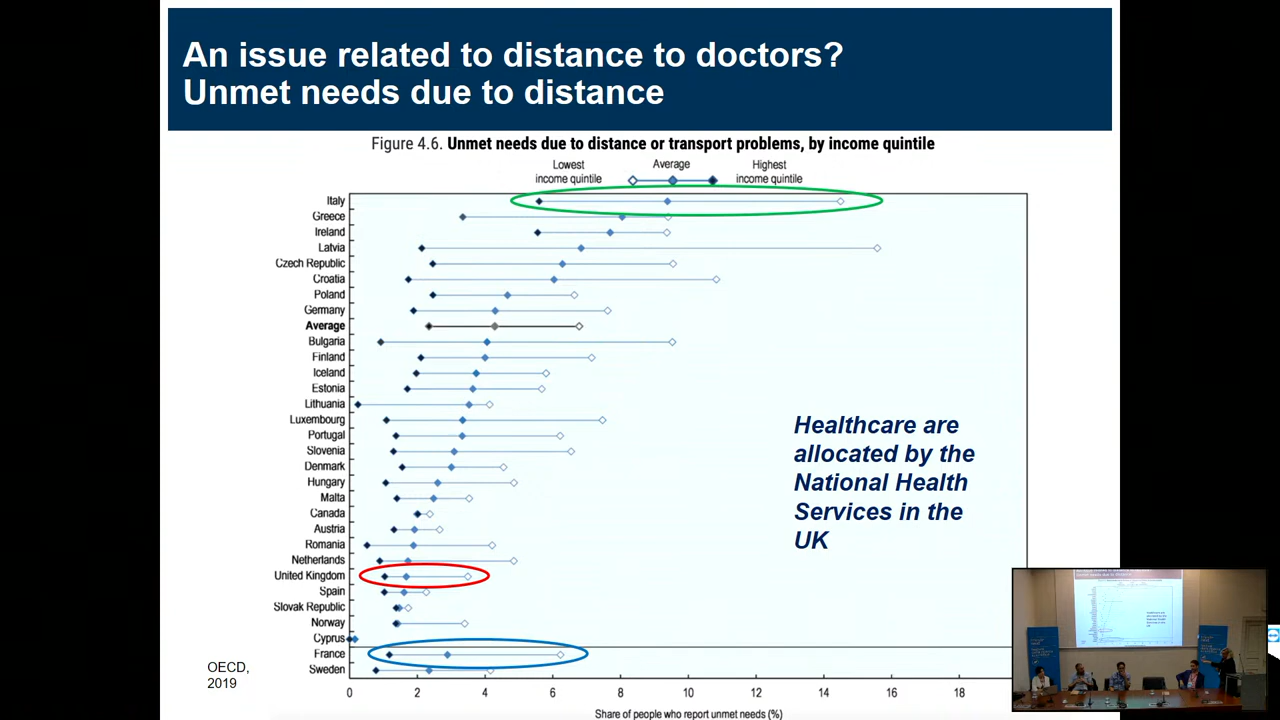 An issue related to distance to doctors?
Unmet needs due to distance
Figure 4.6. Unmet needs due to distance or transport problems, by income quintile
Lowest income quintile
Average
Highest income quintile
Italy
Greece
Ireland
Latvia
Czech Republic
Croatia
Poland
Germany
Average
Bulgaria
Finland
Iceland
Estonia
Lithuania
Luxembourg
Portugal
Slovenia
Denmark
Hungary
Malta
Canada
Austria
Romania
Netherlands
United Kingdom
Spain
Slovak Republic
Norway
Cyprus
France
Sweden
0 2 4 6 8 10 12 14 16 18
Share of people who report unmet needs (%)
Healthcare are
allocated by the
National Health
Services in the
UK
OECD,
2019